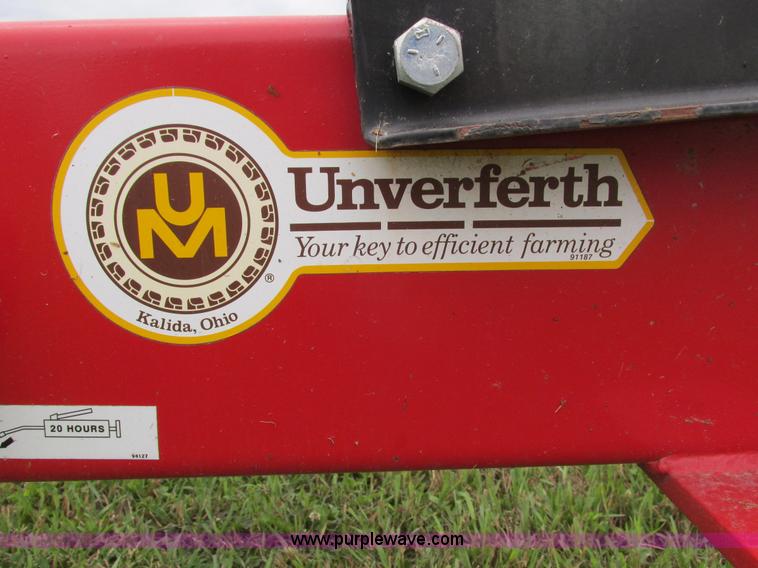 UM
Unverferth
Your key to efficient farming
91187
®
Kalida, Ohio
20 HOURS
94127
www.purplewave.com